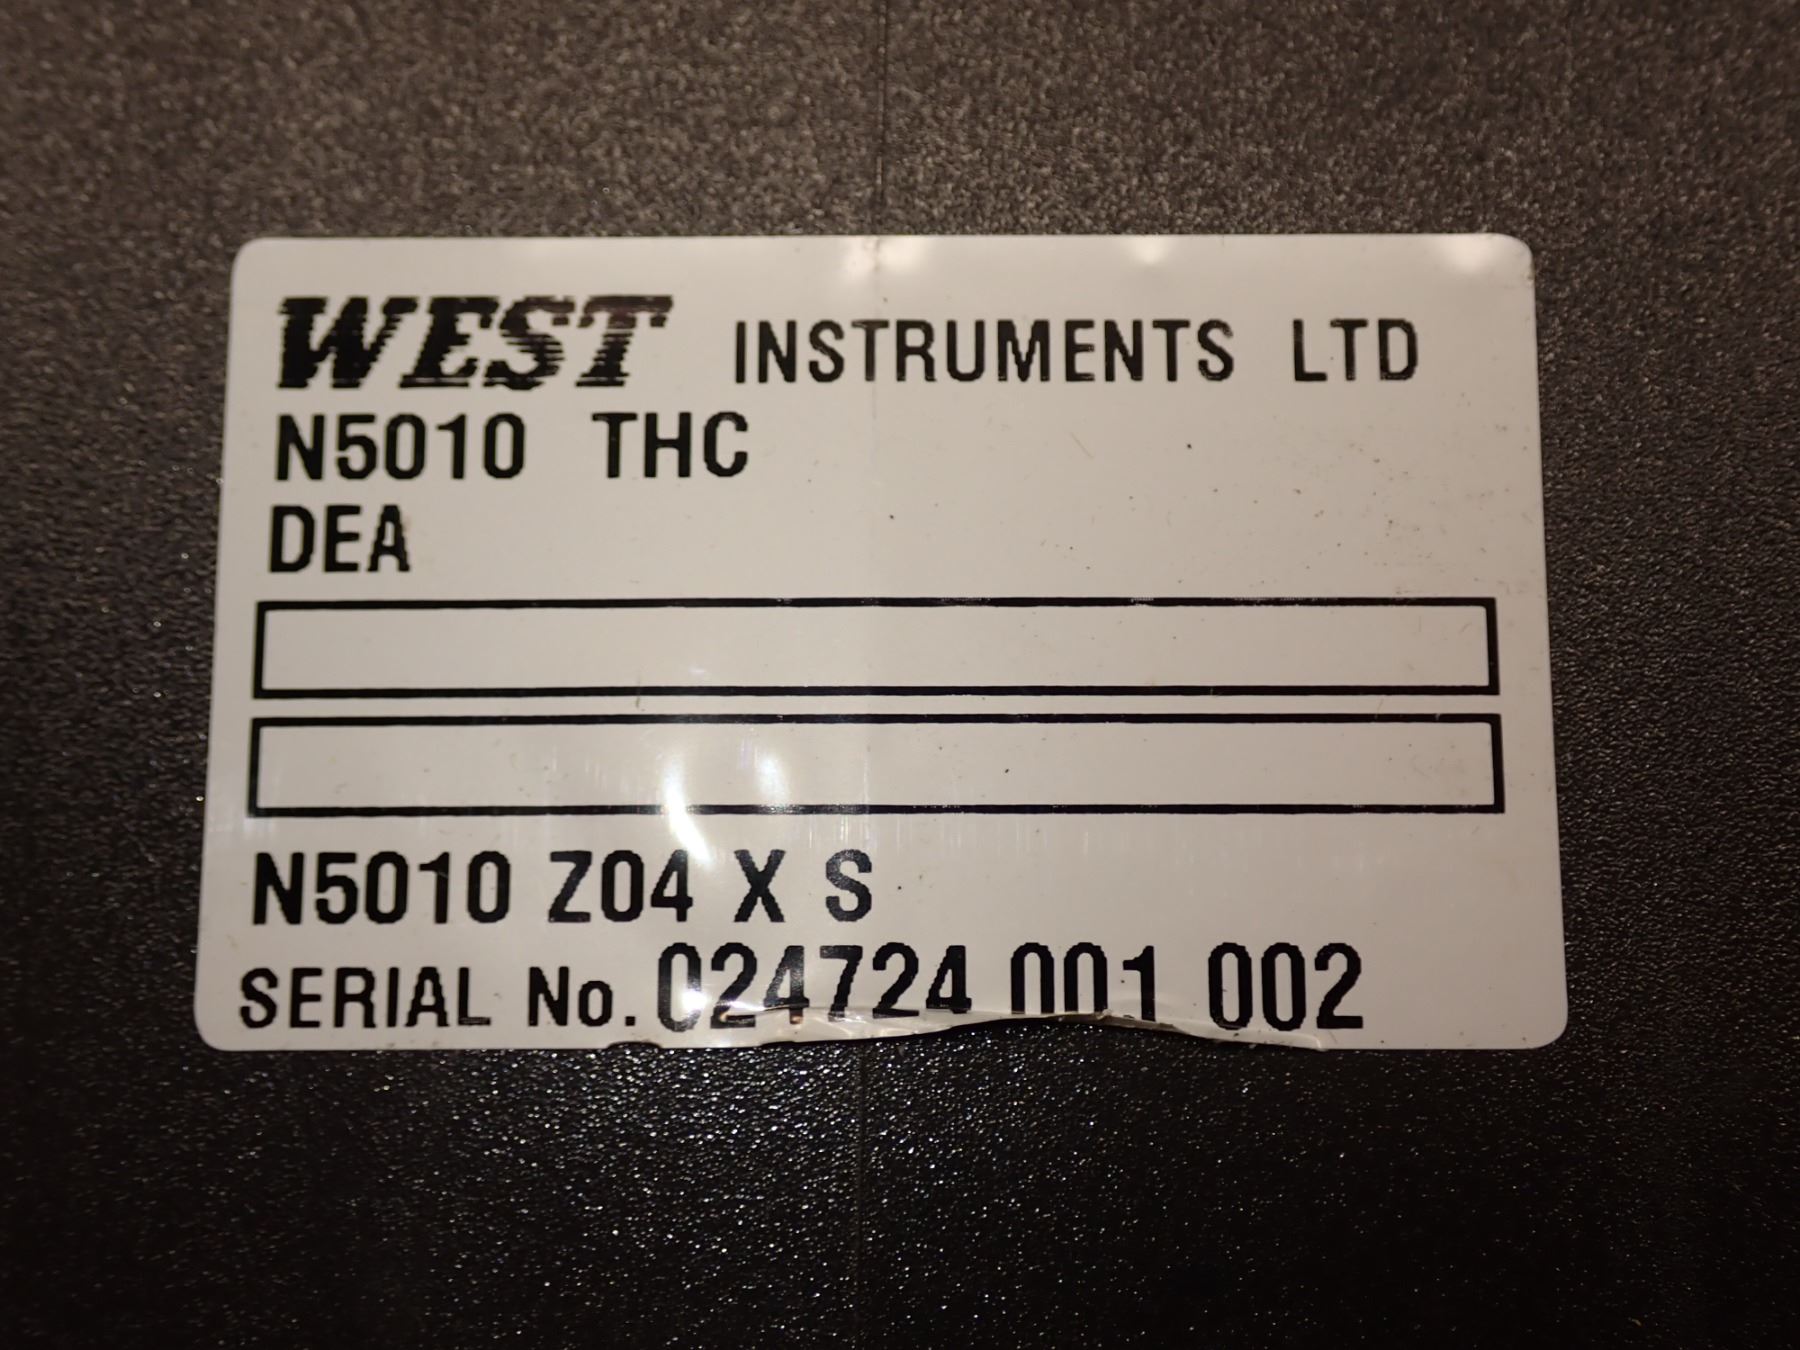 WEST INSTRUMENTS LTD
N5010 THC
DEA
N5010 Z04 X S
SERIAL No. 024724 001 002